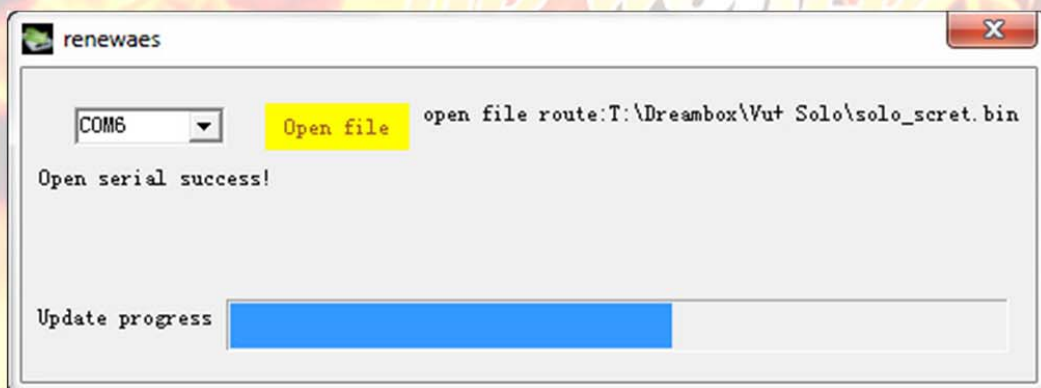 renewaes
COM6
Open file
open file route:T:\Dreambox\Vu+ Solo\solo_scret.bin
Open serial success!
Update progress